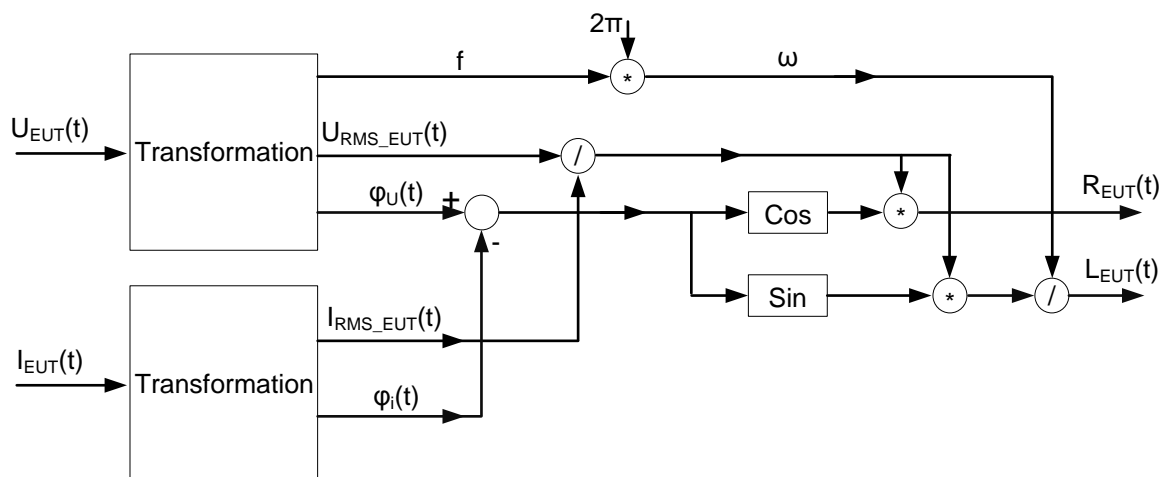 2π
f
*
ω
U_EUT(t)
Transformation
U_RMS_EUT(t)
/
φ_U(t)
+
-
Cos
*
R_EUT(t)
Sin
*
/
L_EUT(t)
I_EUT(t)
Transformation
I_RMS_EUT(t)
φ_i(t)